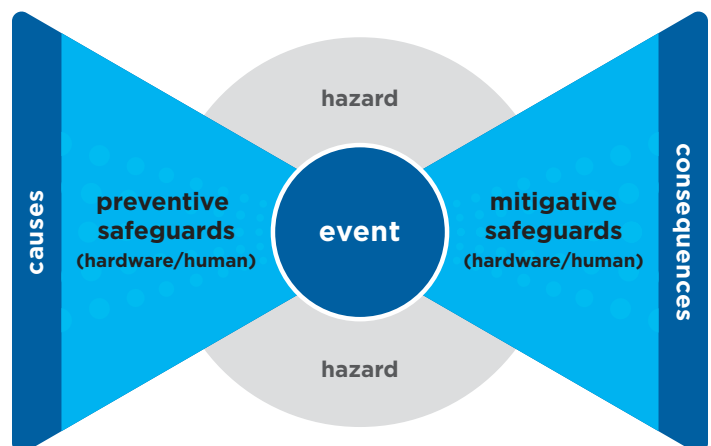 hazard
causes
preventive
safeguards
(hardware/human)
event
mitigative
safeguards
(hardware/human)
consequences
hazard